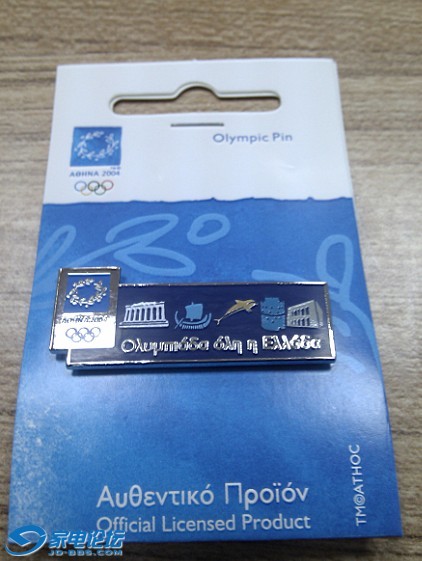 Olympic Pin
ΑΘΗΝΑ 2004
Ολυμπιάδα όλη η Ελλάδα
Αυθεντικό Προϊόν
Official Licensed Product
TM©ATHOC
家电论坛
JD-BBS.COM